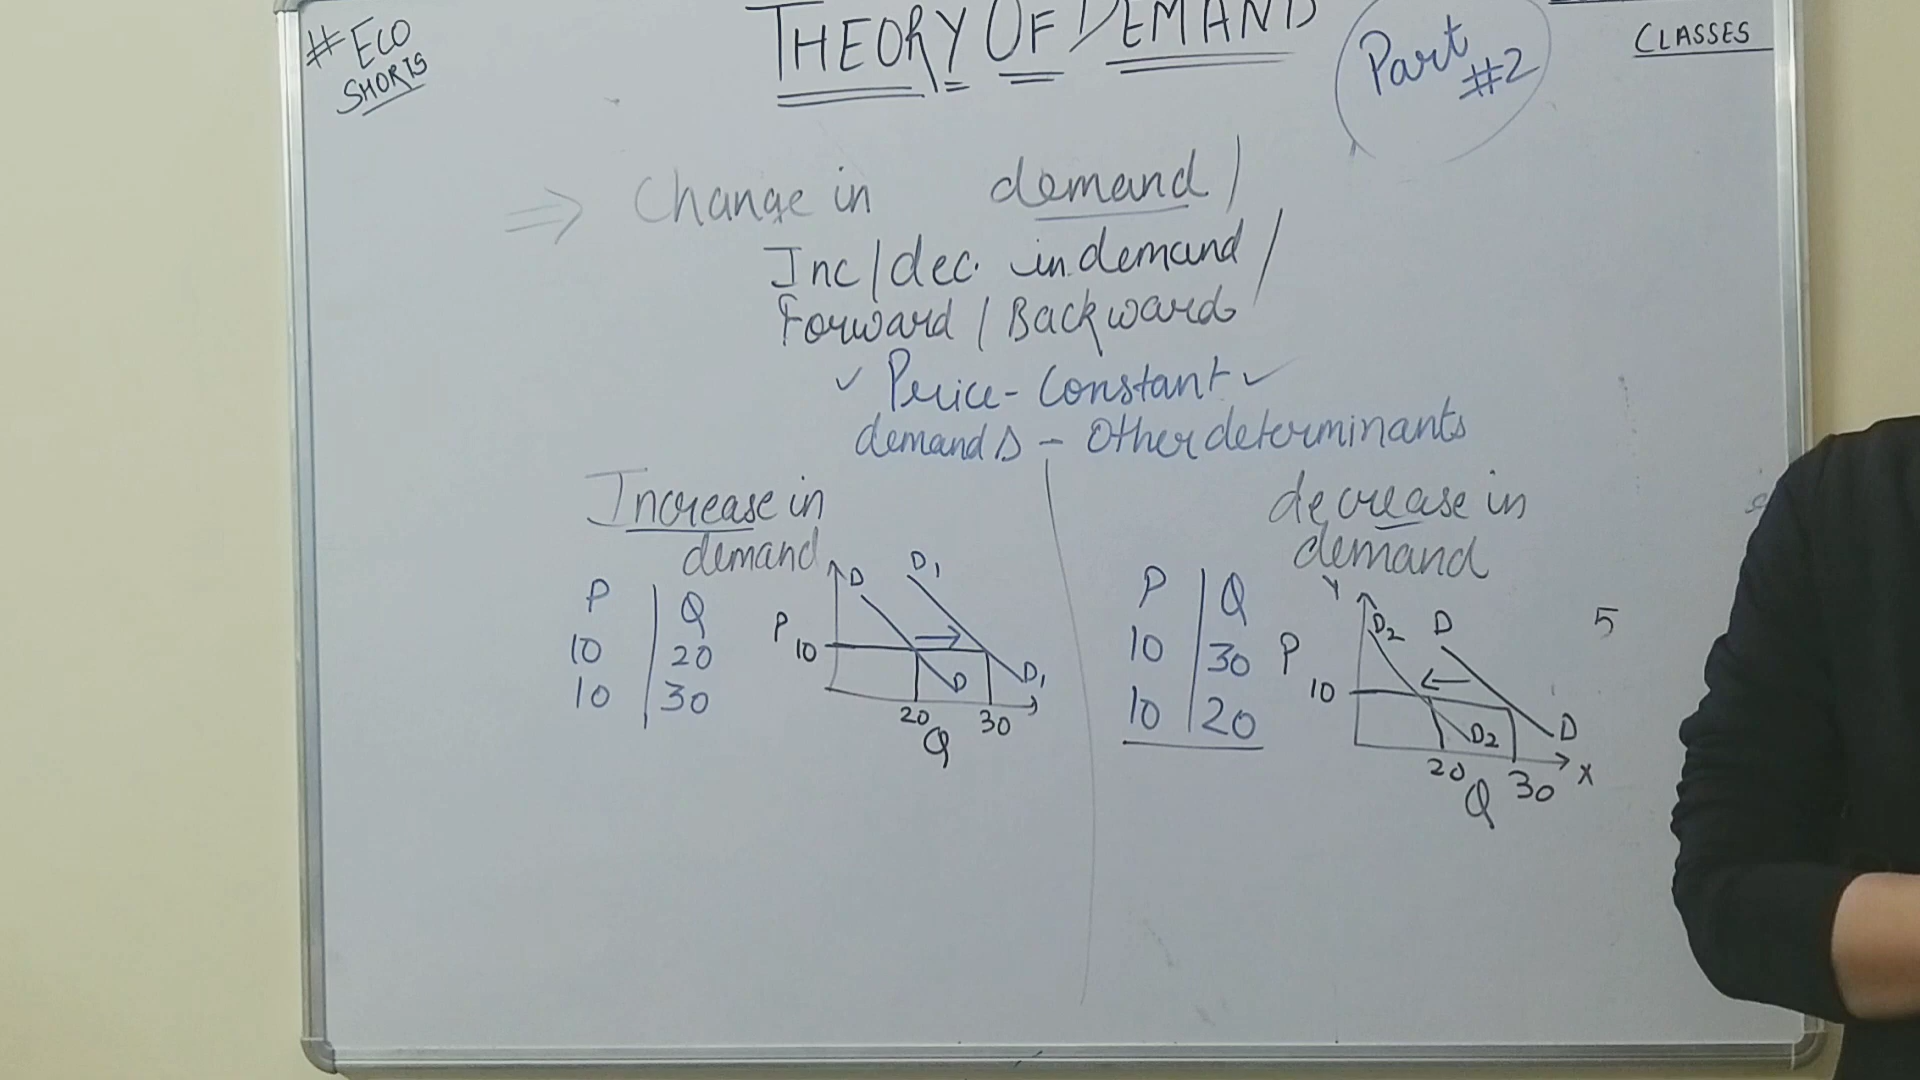 # ECO
SHORTS
THEORY OF DEMAND
Part
#2
CLASSES
⇒ Change in demand /
Inc/dec. in demand /
Forward / Backward
✓ Price - Constant ✓
demand Δ - Other determinants
Increase in
demand
P | Q
10 | 20
10 | 30
D D1
P 10
D D1
20 30
Q
decrease in
demand
P | Q
10 | 30
10 | 20
Y
D2 D
P
10
D2 D
20 30 X
Q
5